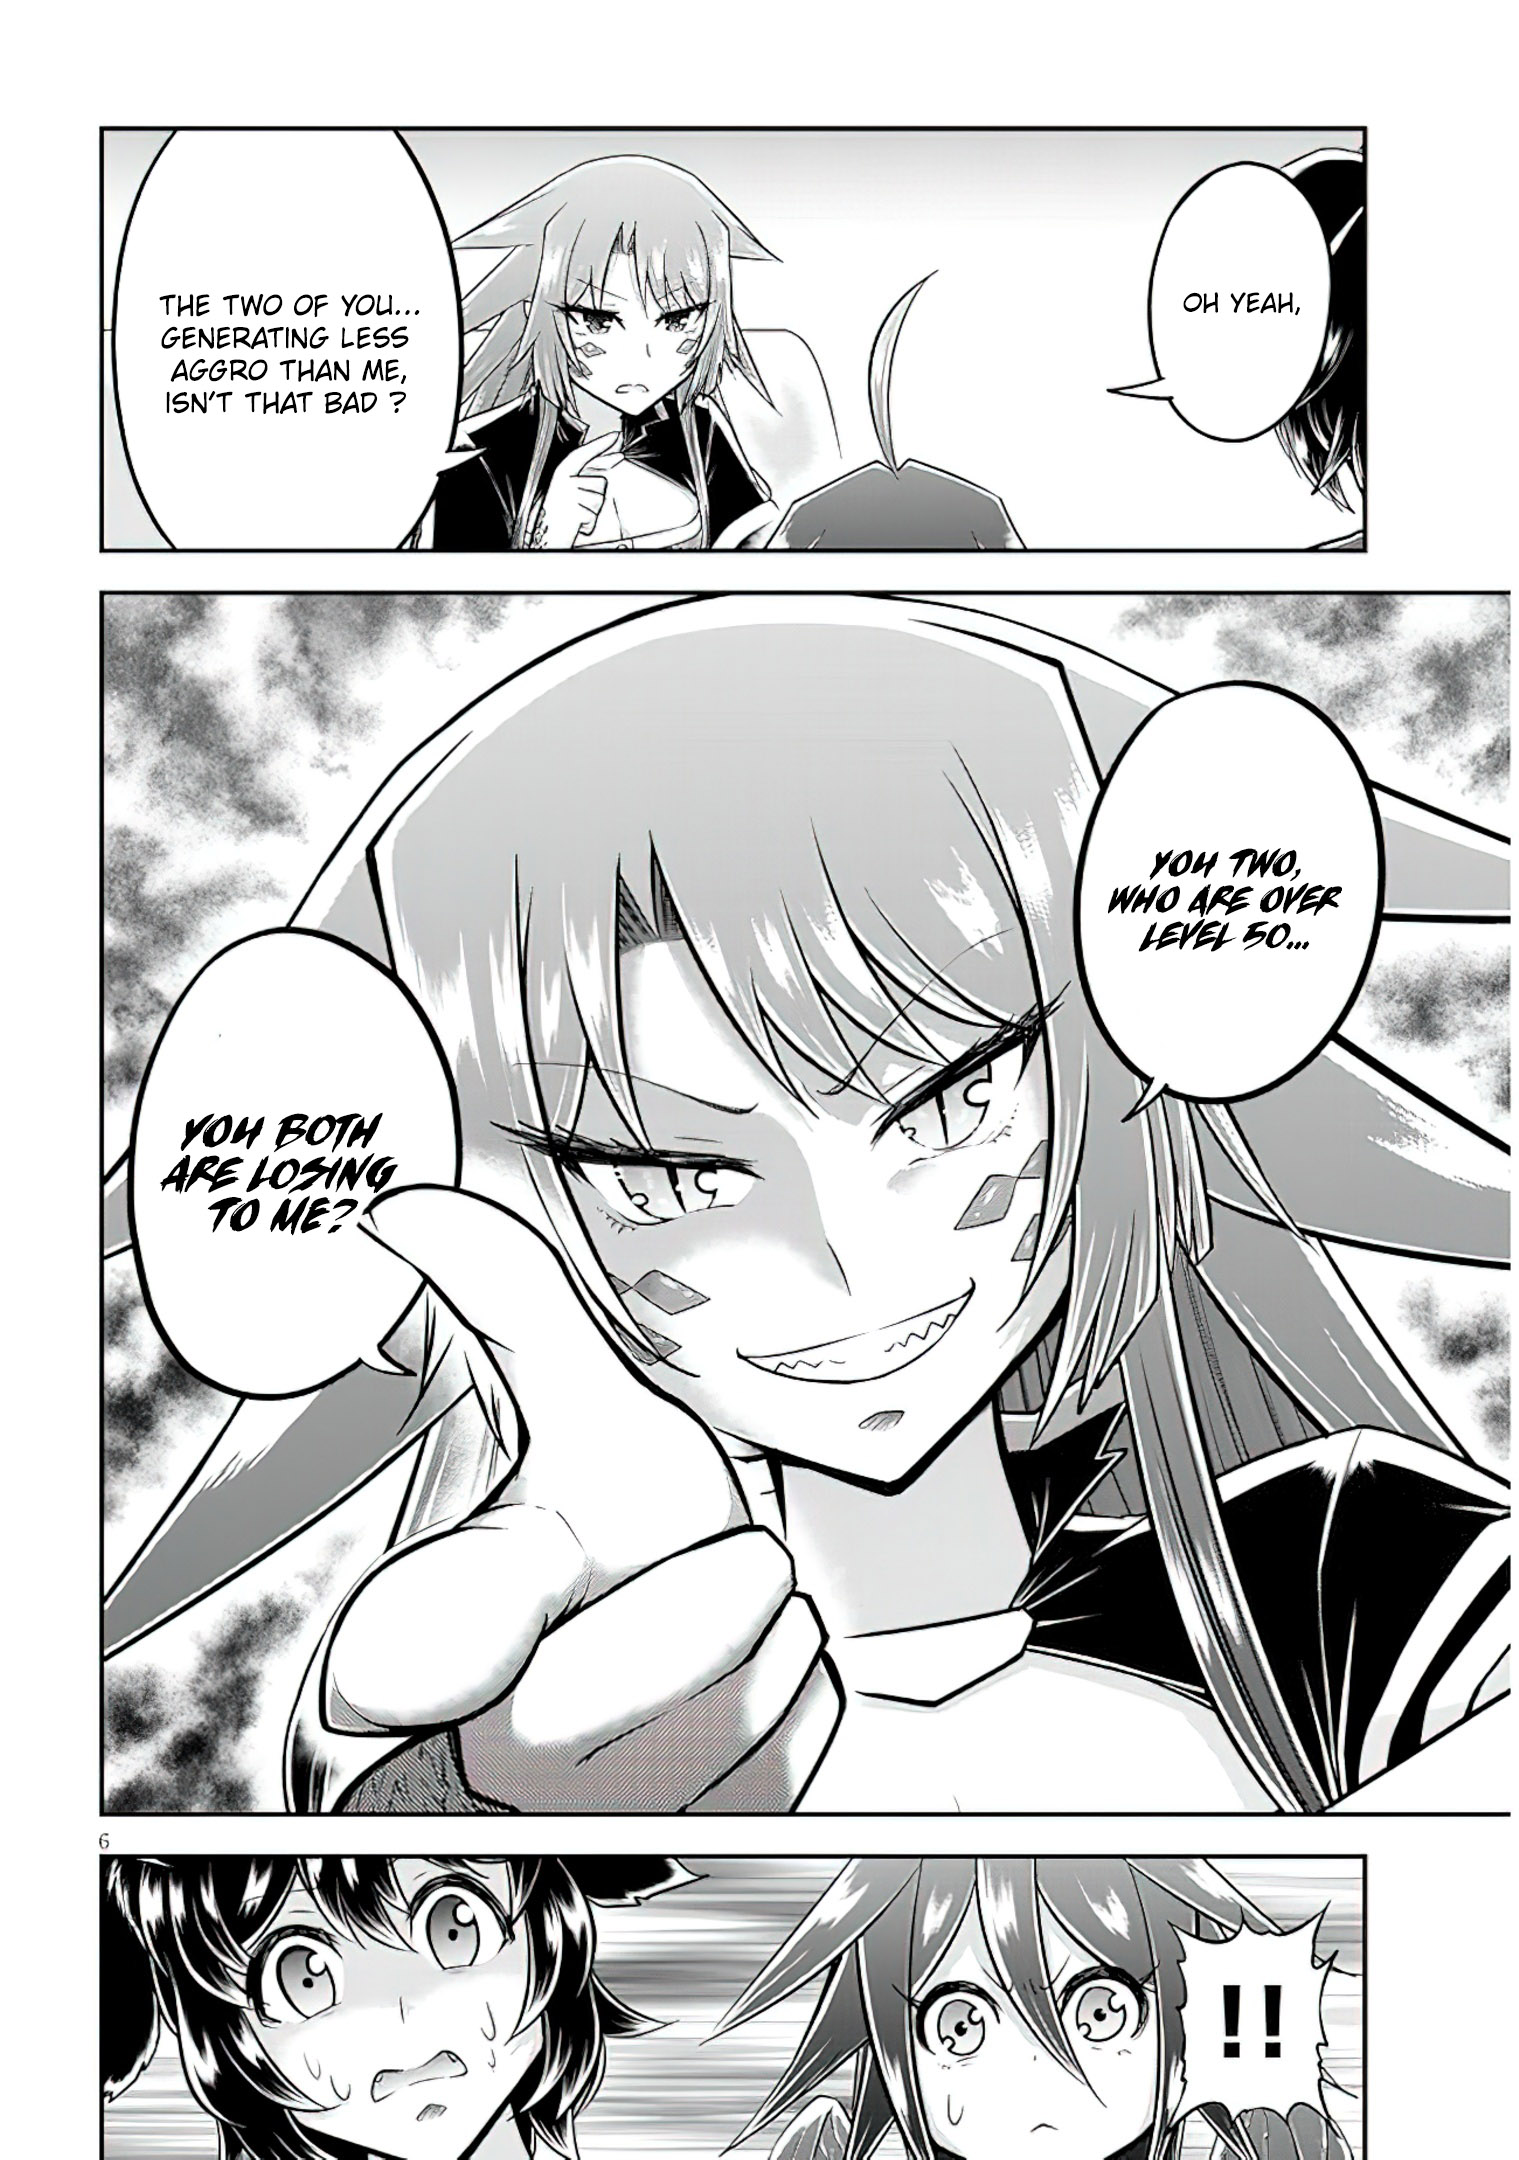 OH YEAH,
THE TWO OF YOU...
GENERATING LESS
AGGRO THAN ME,
ISN'T THAT BAD ?
YOU TWO,
WHO ARE OVER
LEVEL 50...
YOU BOTH
ARE LOSING
TO ME?
6
!!